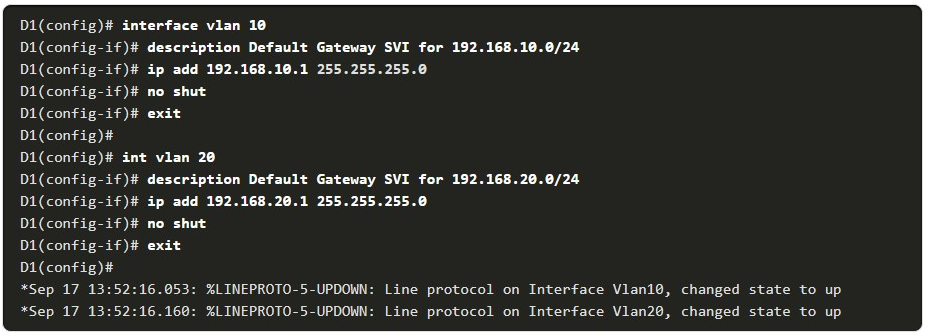 D1(config)# interface vlan 10
D1(config-if)# description Default Gateway SVI for 192.168.10.0/24
D1(config-if)# ip add 192.168.10.1 255.255.255.0
D1(config-if)# no shut
D1(config-if)# exit
D1(config)#
D1(config)# int vlan 20
D1(config-if)# description Default Gateway SVI for 192.168.20.0/24
D1(config-if)# ip add 192.168.20.1 255.255.255.0
D1(config-if)# no shut
D1(config-if)# exit
D1(config)#
*Sep 17 13:52:16.053: %LINEPROTO-5-UPDOWN: Line protocol on Interface Vlan10, changed state to up
*Sep 17 13:52:16.160: %LINEPROTO-5-UPDOWN: Line protocol on Interface Vlan20, changed state to up